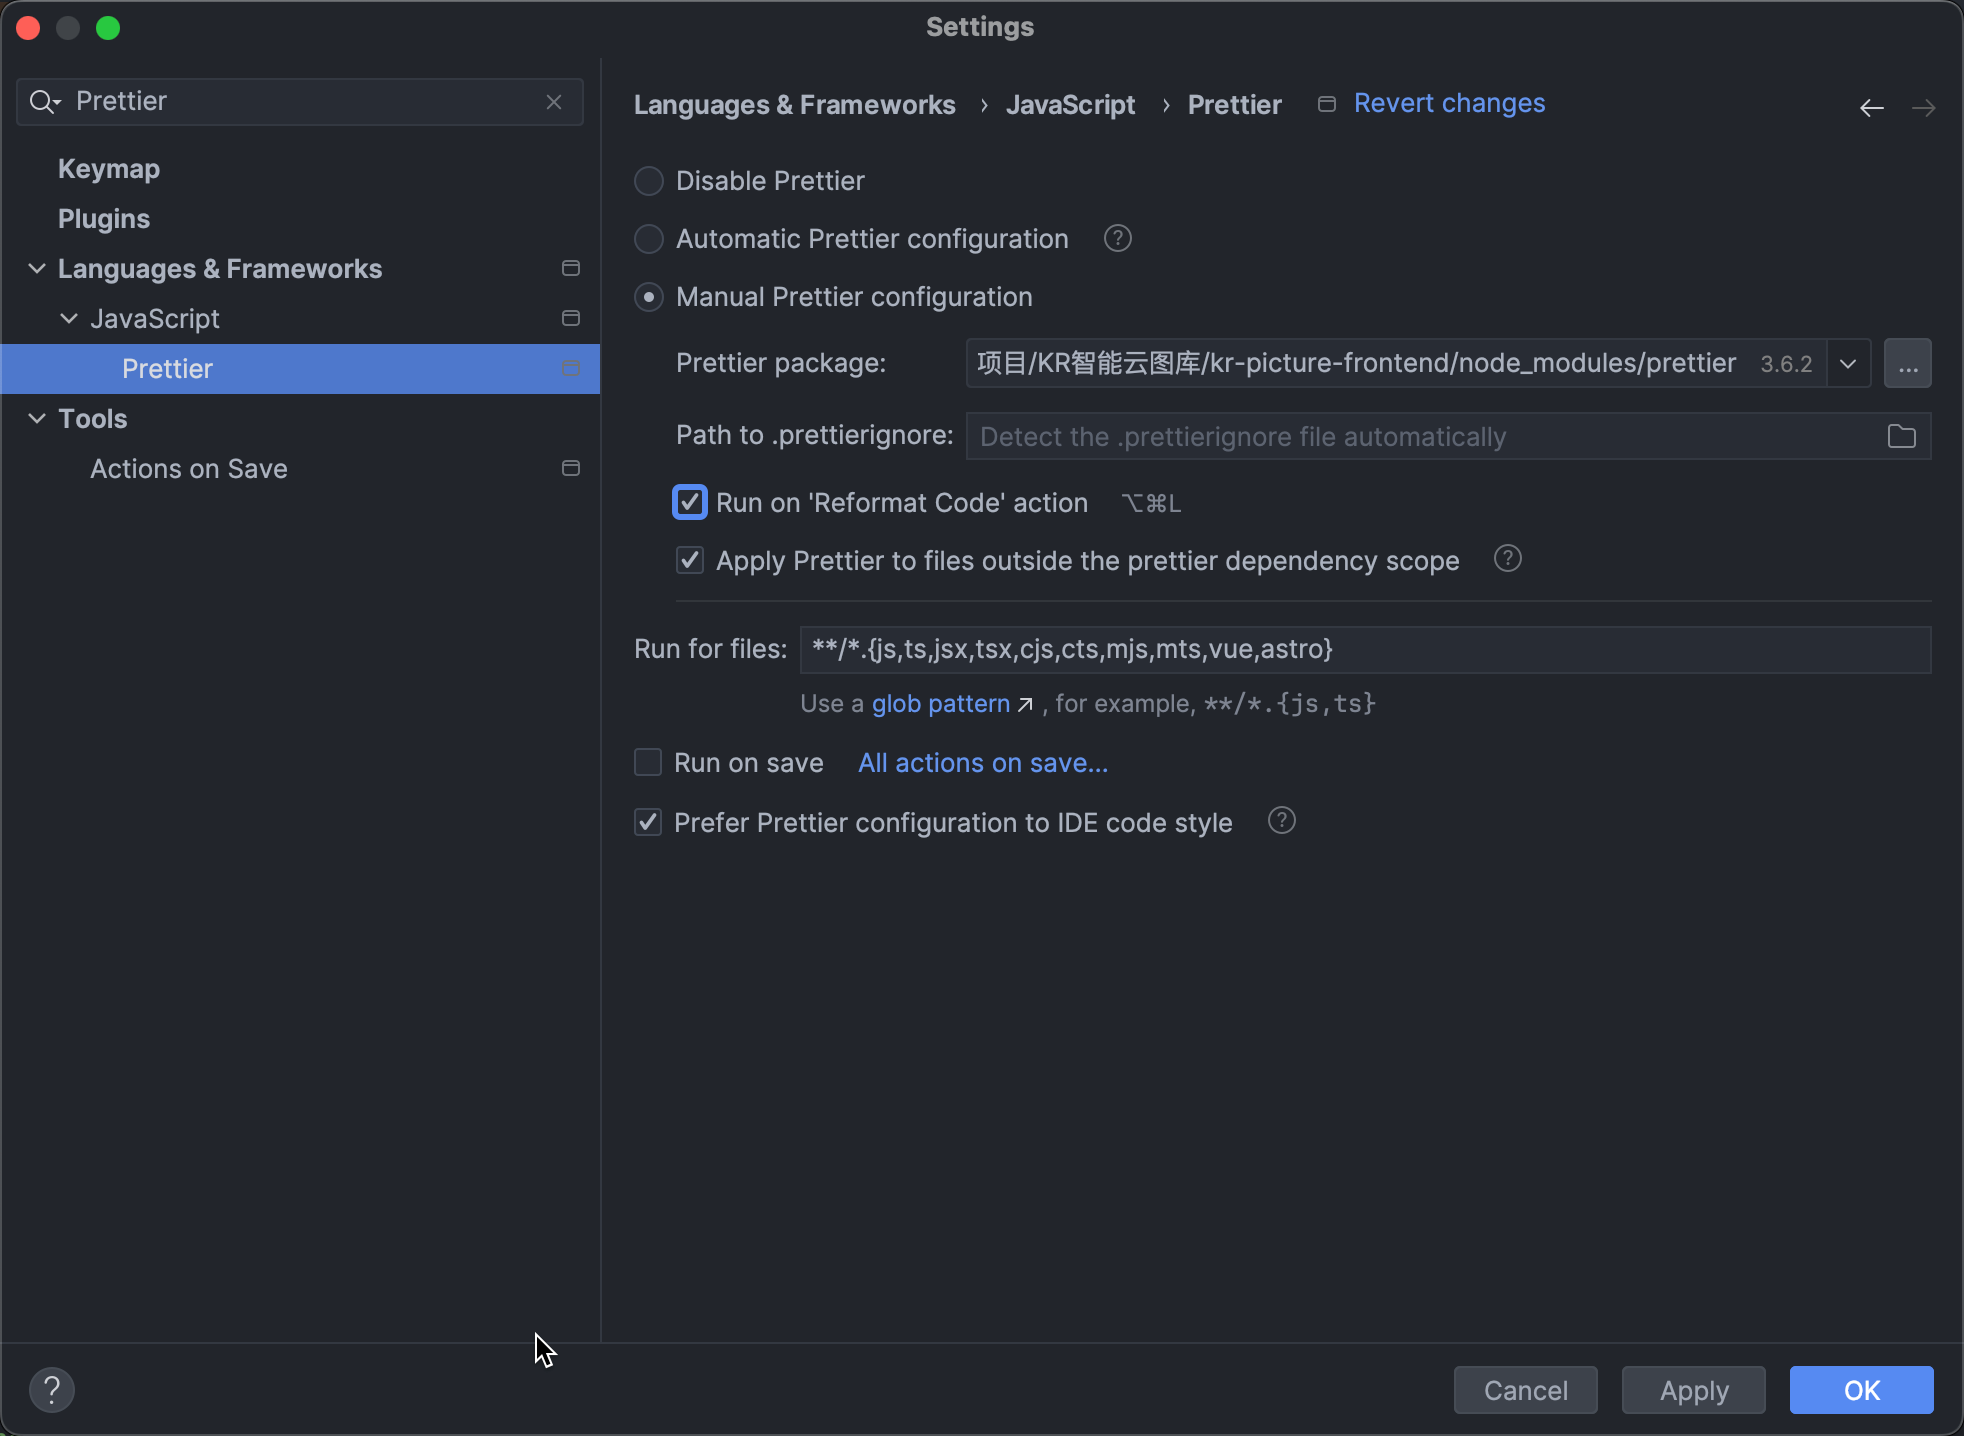 Settings
Prettier
Keymap
Plugins
Languages & Frameworks
JavaScript
Prettier
Tools
Actions on Save
Languages & Frameworks › JavaScript › Prettier Revert changes
Disable Prettier
Automatic Prettier configuration ?
Manual Prettier configuration
Prettier package: 项目/KR智能云图库/kr-picture-frontend/node_modules/prettier 3.6.2 ...
Path to .prettierignore: Detect the .prettierignore file automatically
Run on 'Reformat Code' action ⌥⌘L
Apply Prettier to files outside the prettier dependency scope ?
Run for files: **/*.{js,ts,jsx,tsx,cjs,cts,mjs,mts,vue,astro}
Use a glob pattern ↗ , for example, **/*.{js,ts}
Run on save All actions on save...
Prefer Prettier configuration to IDE code style ?
? Cancel Apply OK